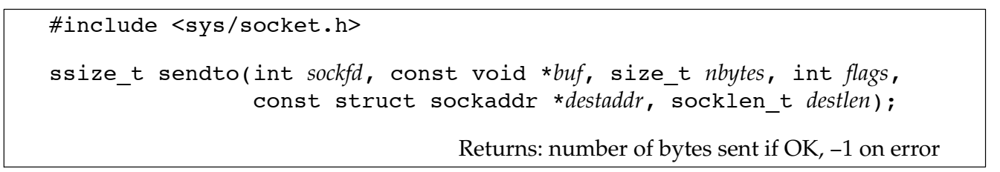 #include <sys/socket.h>
ssize_t sendto(int sockfd, const void *buf, size_t nbytes, int flags,
const struct sockaddr *destaddr, socklen_t destlen);
Returns: number of bytes sent if OK, –1 on error